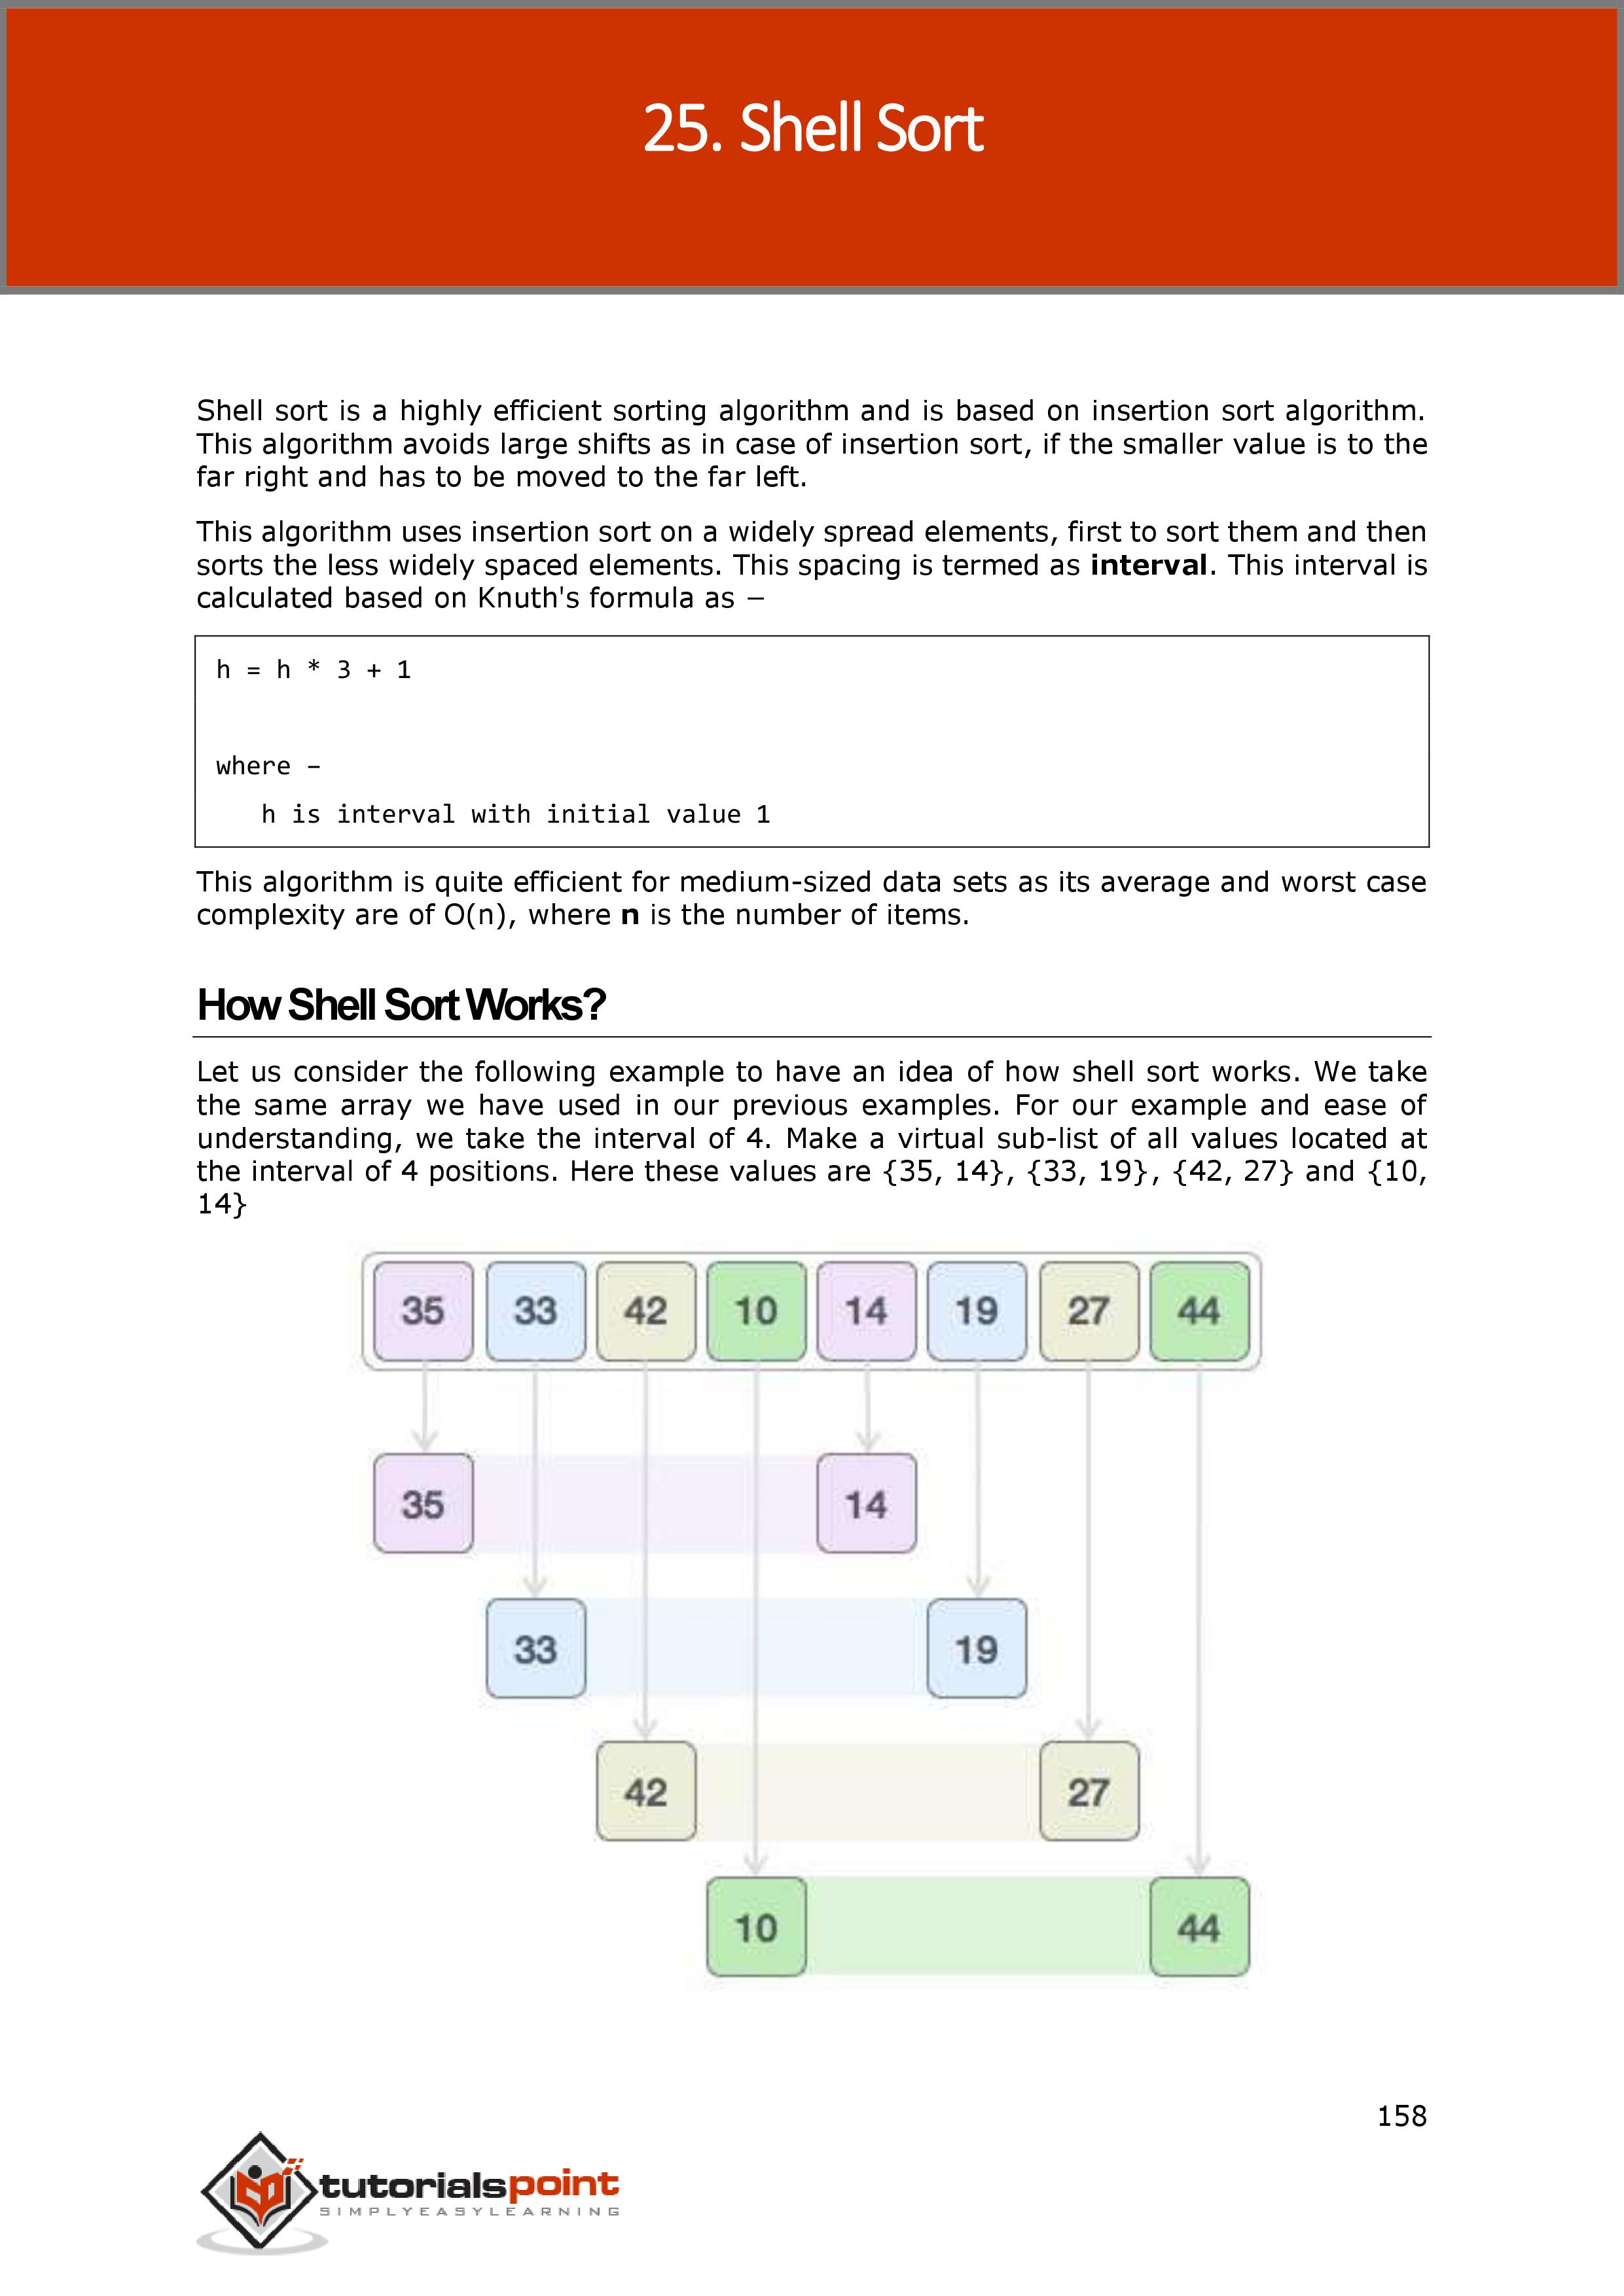 25. Shell Sort
Shell sort is a highly efficient sorting algorithm and is based on insertion sort algorithm.
This algorithm avoids large shifts as in case of insertion sort, if the smaller value is to the
far right and has to be moved to the far left.
This algorithm uses insertion sort on a widely spread elements, first to sort them and then
sorts the less widely spaced elements. This spacing is termed as interval. This interval is
calculated based on Knuth's formula as −
h = h * 3 + 1
where −
h is interval with initial value 1
This algorithm is quite efficient for medium-sized data sets as its average and worst case
complexity are of O(n), where n is the number of items.
How Shell Sort Works?
Let us consider the following example to have an idea of how shell sort works. We take
the same array we have used in our previous examples. For our example and ease of
understanding, we take the interval of 4. Make a virtual sub-list of all values located at
the interval of 4 positions. Here these values are {35, 14}, {33, 19}, {42, 27} and {10,
14}
35 33 42 10 14 19 27 44
35 14
33 19
42 27
10 44
158
tutorialspoint
SIMPLYEASYLEARNING